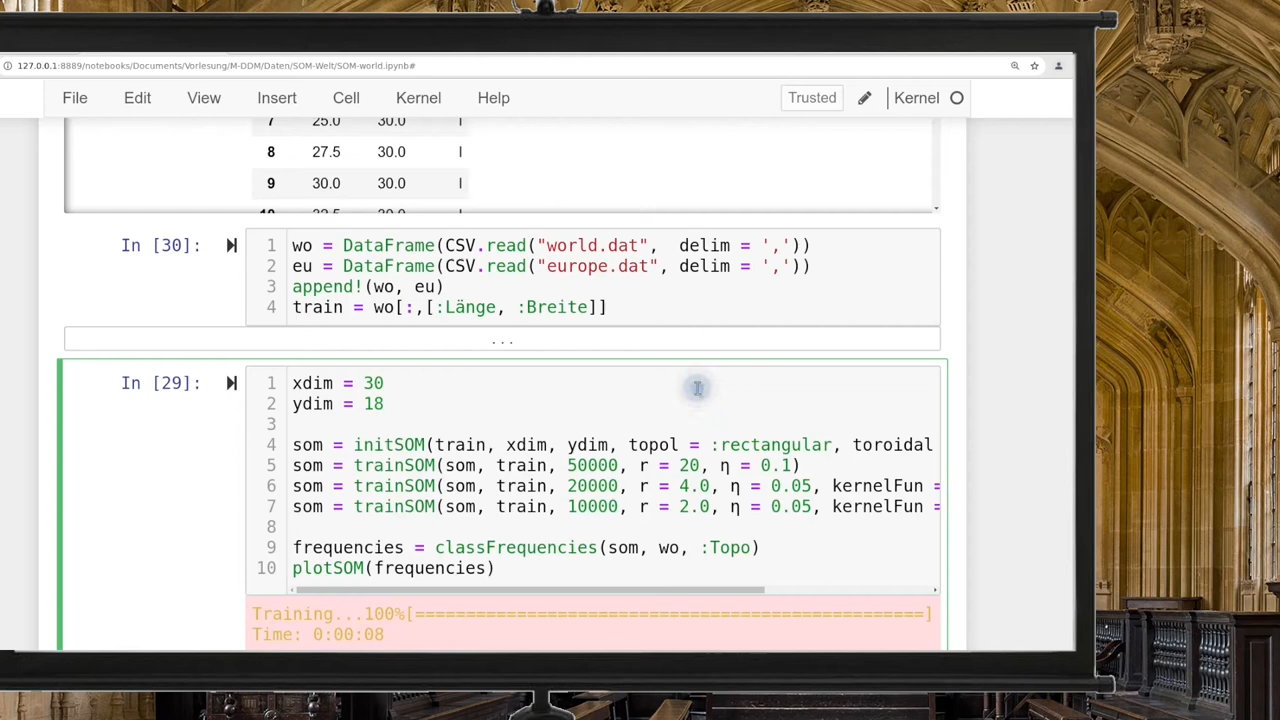 127.0.0.1:8889/notebooks/Documents/Vorlesung/M-DDM/Daten/SOM-Welt/SOM-world.ipynb#
File Edit View Insert Cell Kernel Help Trusted Kernel
7 25.0 30.0 l
8 27.5 30.0 l
9 30.0 30.0 l
In [30]:
1 wo = DataFrame(CSV.read("world.dat", delim = ','))
2 eu = DataFrame(CSV.read("europe.dat", delim = ','))
3 append!(wo, eu)
4 train = wo[:,[:Länge, :Breite]]
...
In [29]:
1 xdim = 30
2 ydim = 18
3
4 som = initSOM(train, xdim, ydim, topol = :rectangular, toroidal
5 som = trainSOM(som, train, 50000, r = 20, η = 0.1)
6 som = trainSOM(som, train, 20000, r = 4.0, η = 0.05, kernelFun =
7 som = trainSOM(som, train, 10000, r = 2.0, η = 0.05, kernelFun =
8
9 frequencies = classFrequencies(som, wo, :Topo)
10 plotSOM(frequencies)
Training...100%[==================================================]
Time: 0:00:08